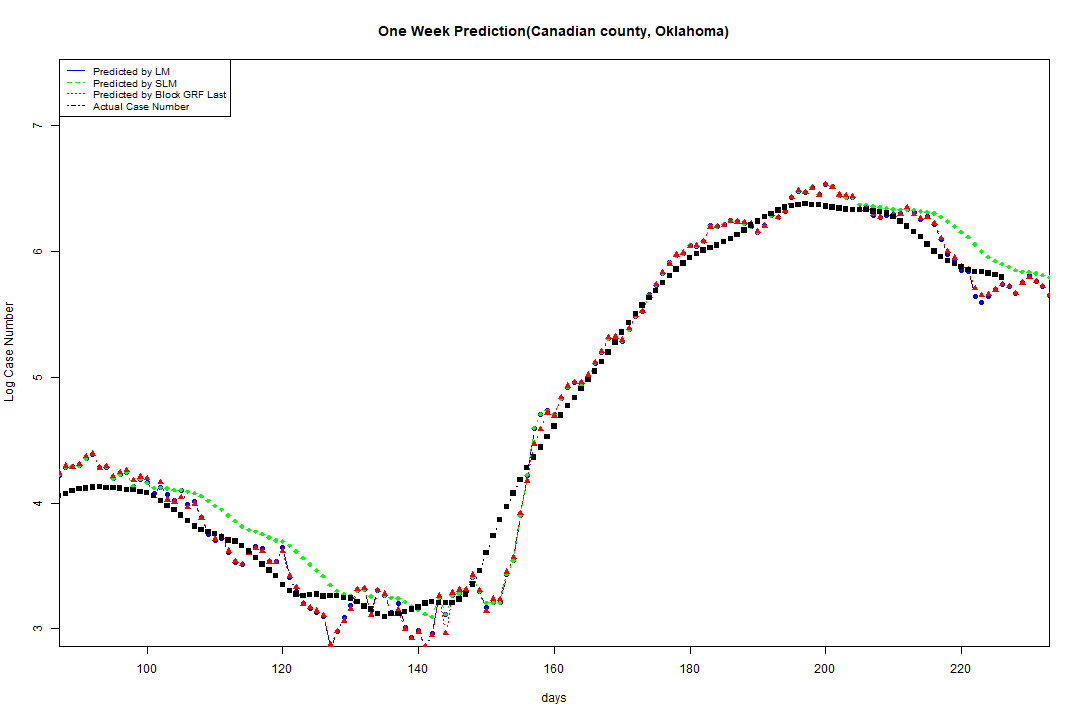 One Week Prediction(Canadian county, Oklahoma)
Predicted by LM
Predicted by SLM
Predicted by Block GRF Last
Actual Case Number
7
6
5
4
3
Log Case Number
100 120 140 160 180 200 220
days